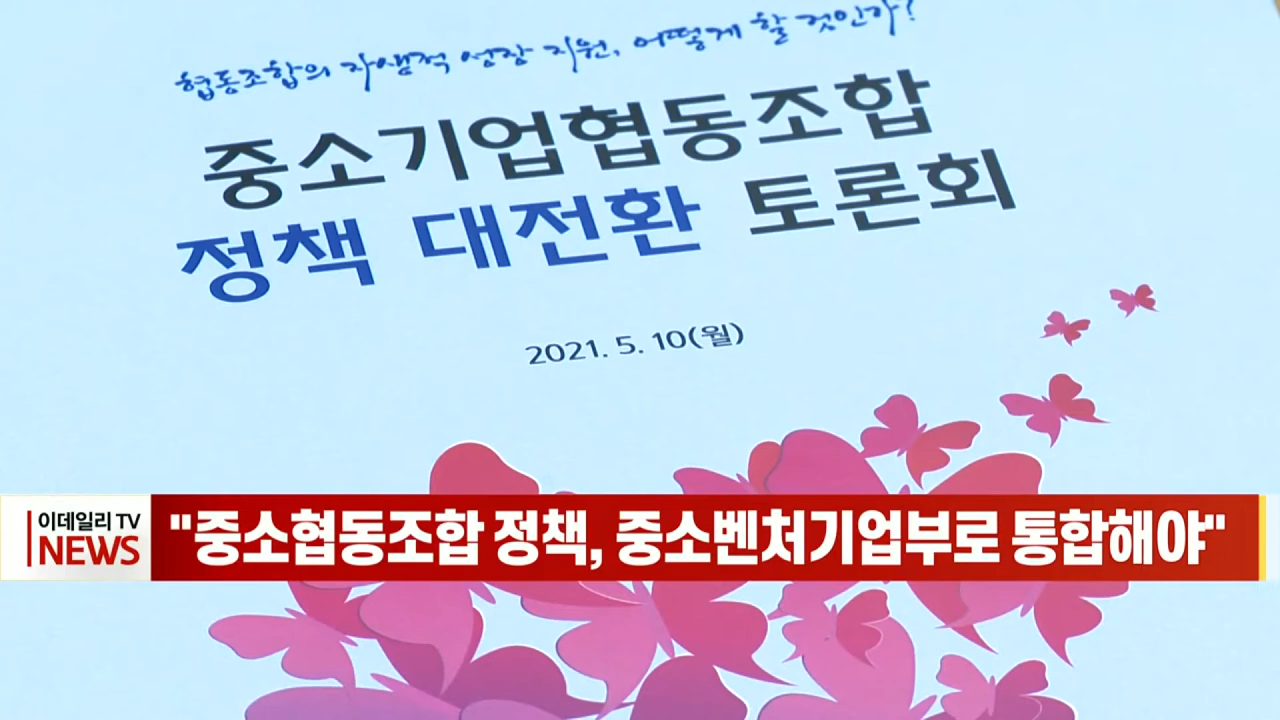 협동조합의 자생적 성장 지원, 어떻게 할 것인가?
중소기업협동조합
정책 대전환 토론회
2021. 5. 10(월)
이데일리 TV
NEWS
"중소협동조합 정책, 중소벤처기업부로 통합해야"